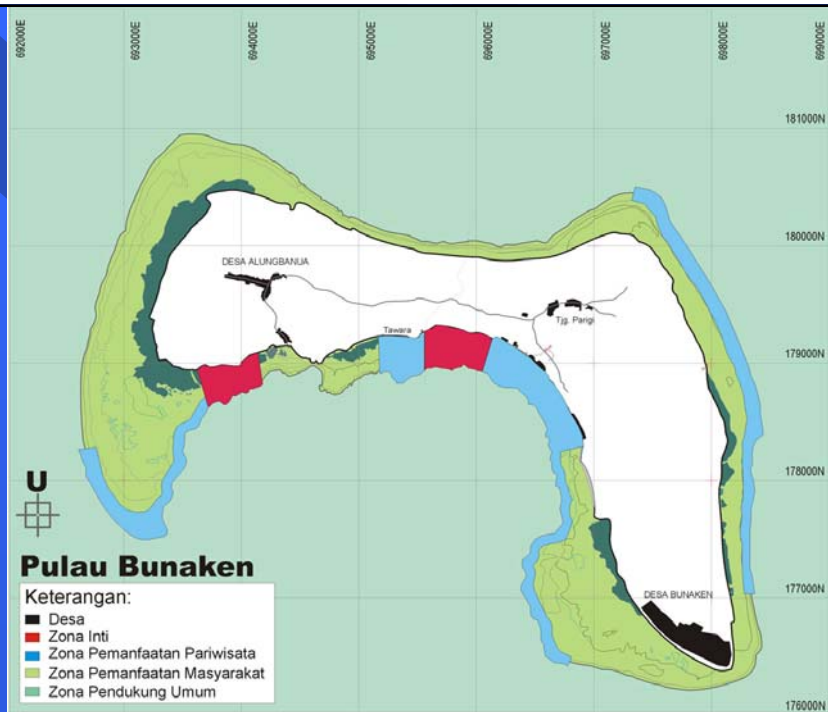 692000E
693000E
694000E
695000E
696000E
697000E
698000E
699000E
181000N
180000N
DESA ALUNGBANUA
Tjg. Parigi
Tawara
179000N
178000N
U
Pulau Bunaken
Keterangan:
Desa
Zona Inti
Zona Pemanfaatan Pariwisata
Zona Pemanfaatan Masyarakat
Zona Pendukung Umum
DESA BUNAKEN
177000N
176000N